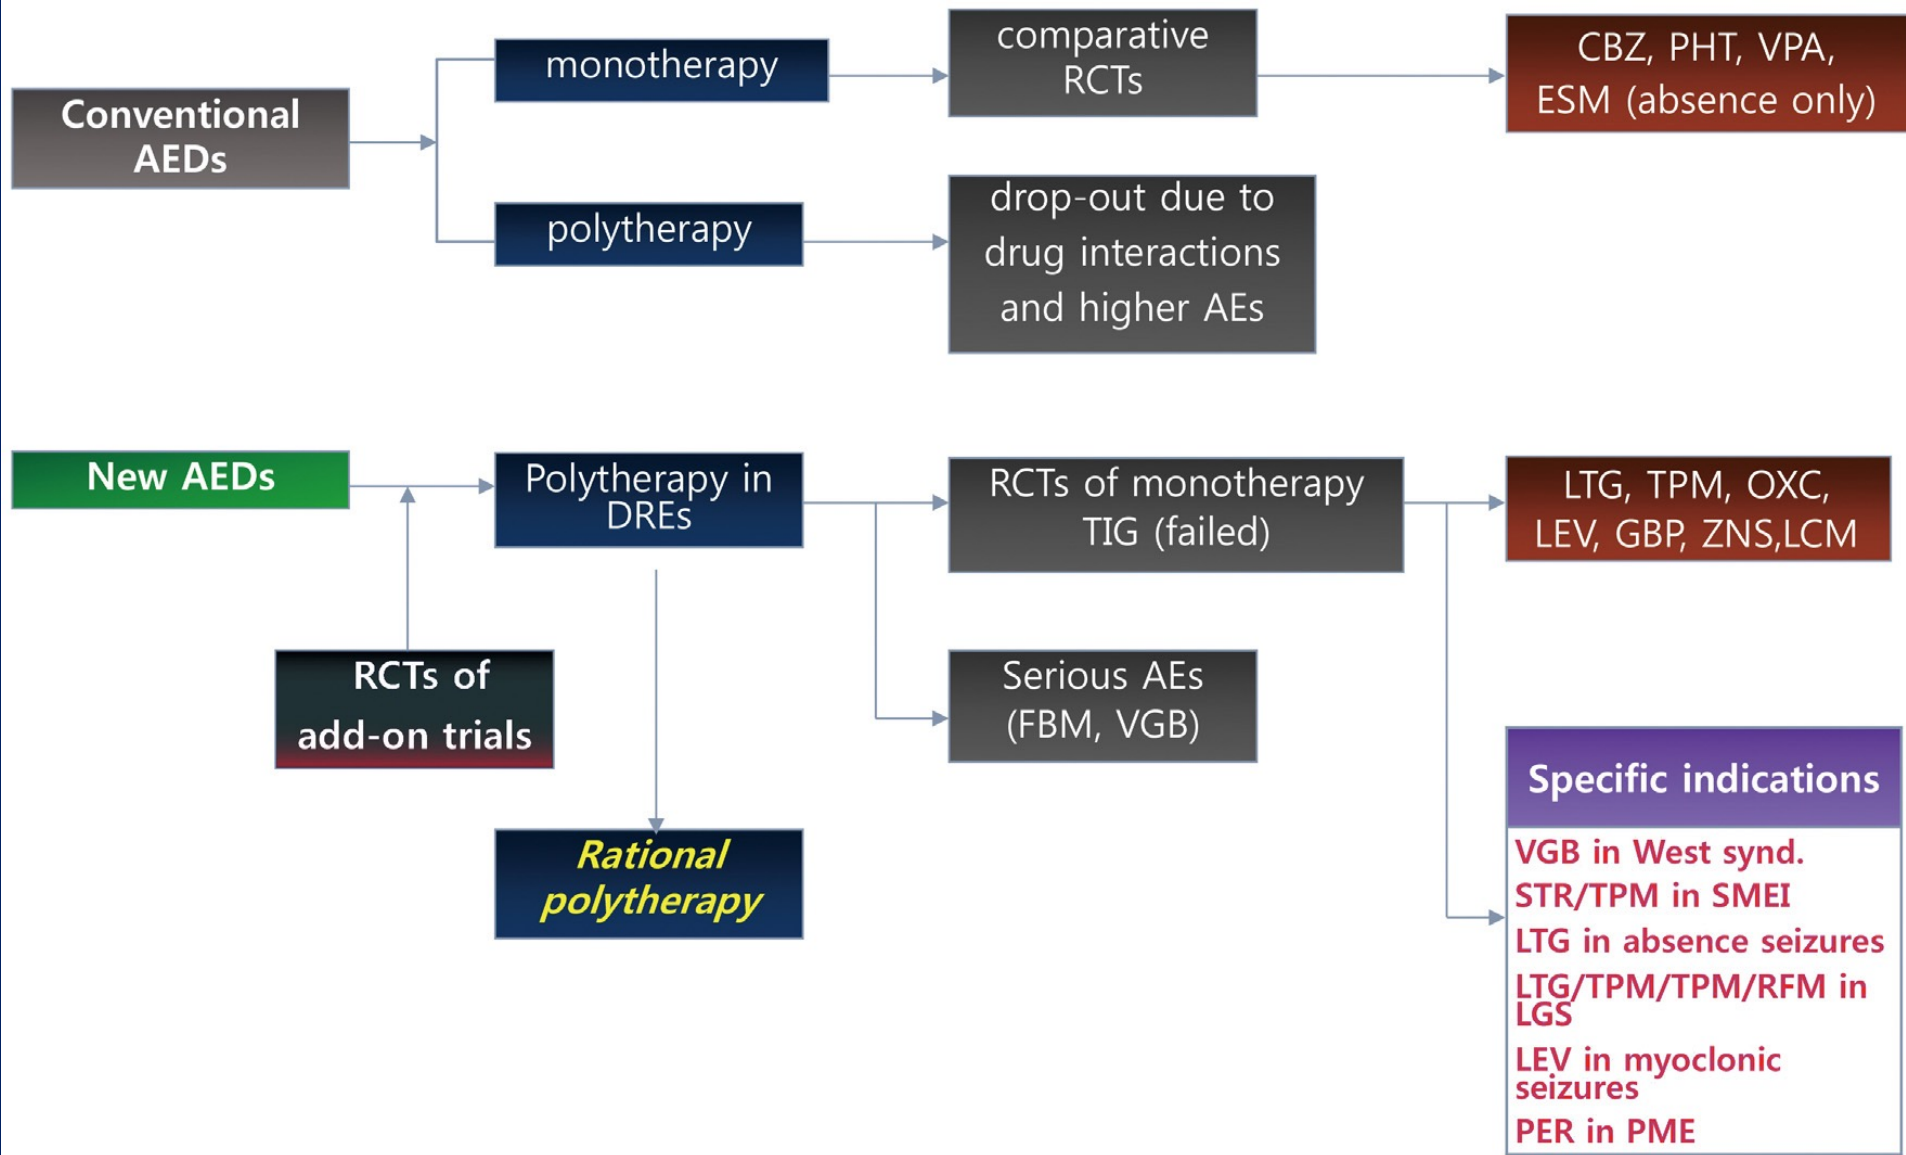 Conventional
AEDs
monotherapy
comparative
RCTs
CBZ, PHT, VPA,
ESM (absence only)
polytherapy
drop-out due to
drug interactions
and higher AEs
New AEDs
Polytherapy in
DREs
RCTs of monotherapy
TIG (failed)
LTG, TPM, OXC,
LEV, GBP, ZNS,LCM
RCTs of
add-on trials
Serious AEs
(FBM, VGB)
Rational
polytherapy
Specific indications
VGB in West synd.
STR/TPM in SMEI
LTG in absence seizures
LTG/TPM/TPM/RFM in
LGS
LEV in myoclonic
seizures
PER in PME